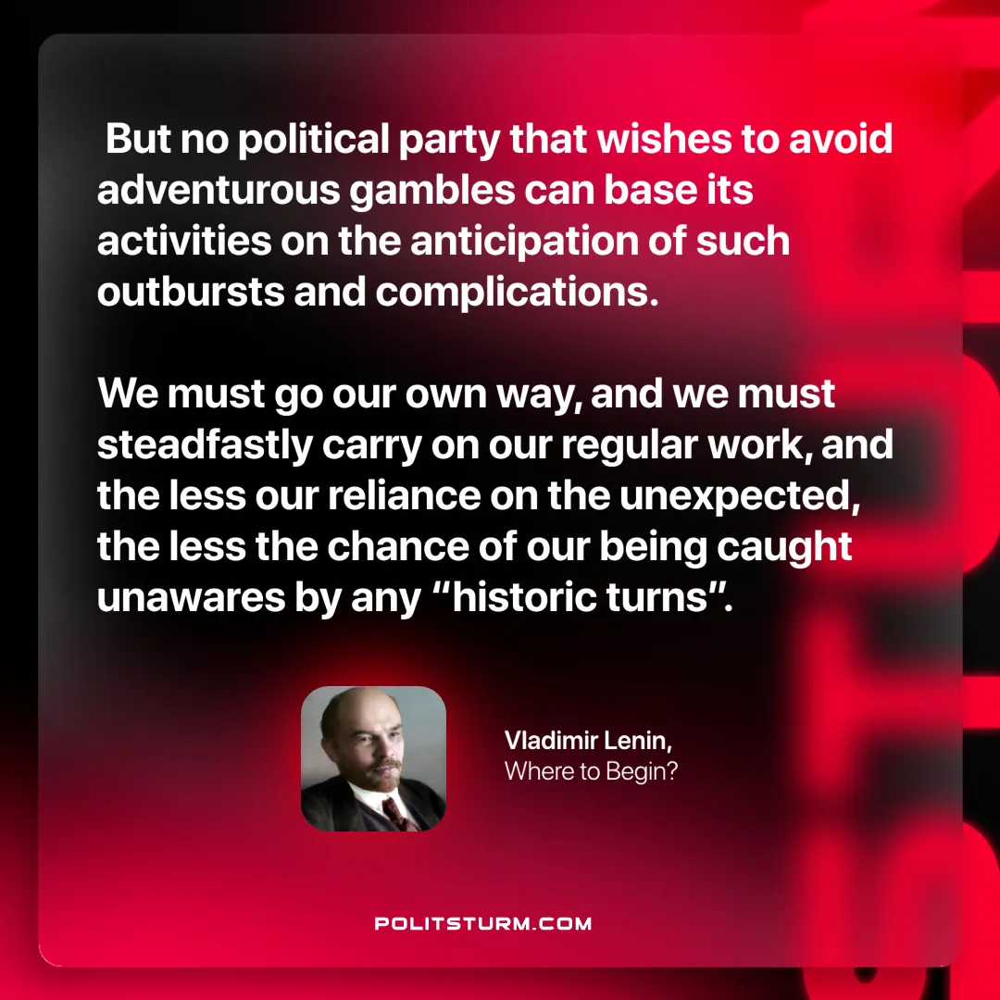 But no political party that wishes to avoid
adventurous gambles can base its
activities on the anticipation of such
outbursts and complications.
We must go our own way, and we must
steadfastly carry on our regular work, and
the less our reliance on the unexpected,
the less the chance of our being caught
unawares by any “historic turns”.
Vladimir Lenin,
Where to Begin?
POLITSTURM.COM